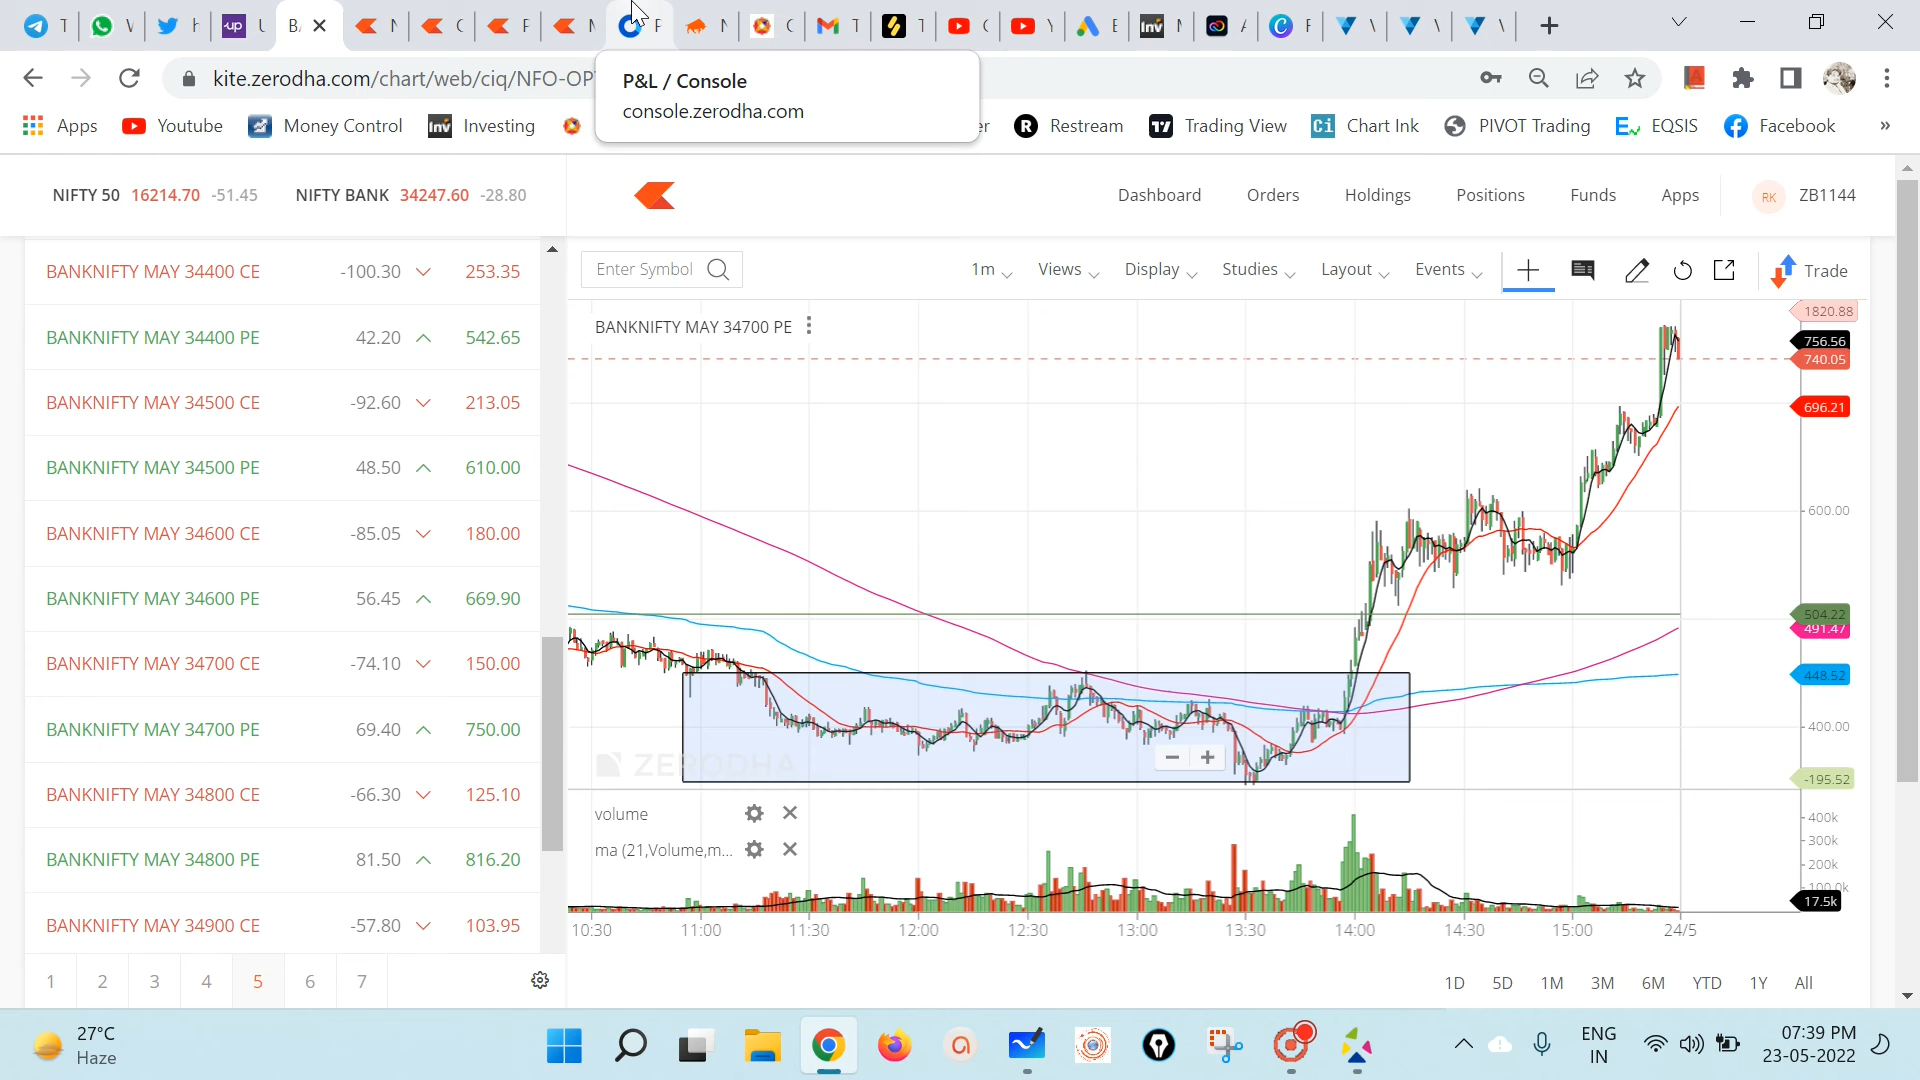 P&L / Console
console.zerodha.com
kite.zerodha.com/chart/web/ciq/NFO-OP
Apps
Youtube
Money Control
Investing
Restream
Trading View
Chart Ink
PIVOT Trading
EQSIS
Facebook
»
NIFTY 50 16214.70 -51.45
NIFTY BANK 34247.60 -28.80
Dashboard
Orders
Holdings
Positions
Funds
Apps
RK
ZB1144
BANKNIFTY MAY 34400 CE -100.30 253.35
BANKNIFTY MAY 34400 PE 42.20 542.65
BANKNIFTY MAY 34500 CE -92.60 213.05
BANKNIFTY MAY 34500 PE 48.50 610.00
BANKNIFTY MAY 34600 CE -85.05 180.00
BANKNIFTY MAY 34600 PE 56.45 669.90
BANKNIFTY MAY 34700 CE -74.10 150.00
BANKNIFTY MAY 34700 PE 69.40 750.00
BANKNIFTY MAY 34800 CE -66.30 125.10
BANKNIFTY MAY 34800 PE 81.50 816.20
BANKNIFTY MAY 34900 CE -57.80 103.95
1 2 3 4 5 6 7
Enter Symbol
1m
Views
Display
Studies
Layout
Events
Trade
BANKNIFTY MAY 34700 PE
1820.88
756.56
740.05
696.21
600.00
504.22
491.47
448.52
400.00
-195.52
ZERODHA
volume
ma (21,Volume,m...
400k
300k
200k
100.0k
17.5k
10:30 11:00 11:30 12:00 12:30 13:00 13:30 14:00 14:30 15:00 24/5
1D 5D 1M 3M 6M YTD 1Y All
27°C
Haze
ENG
IN
07:39 PM
23-05-2022